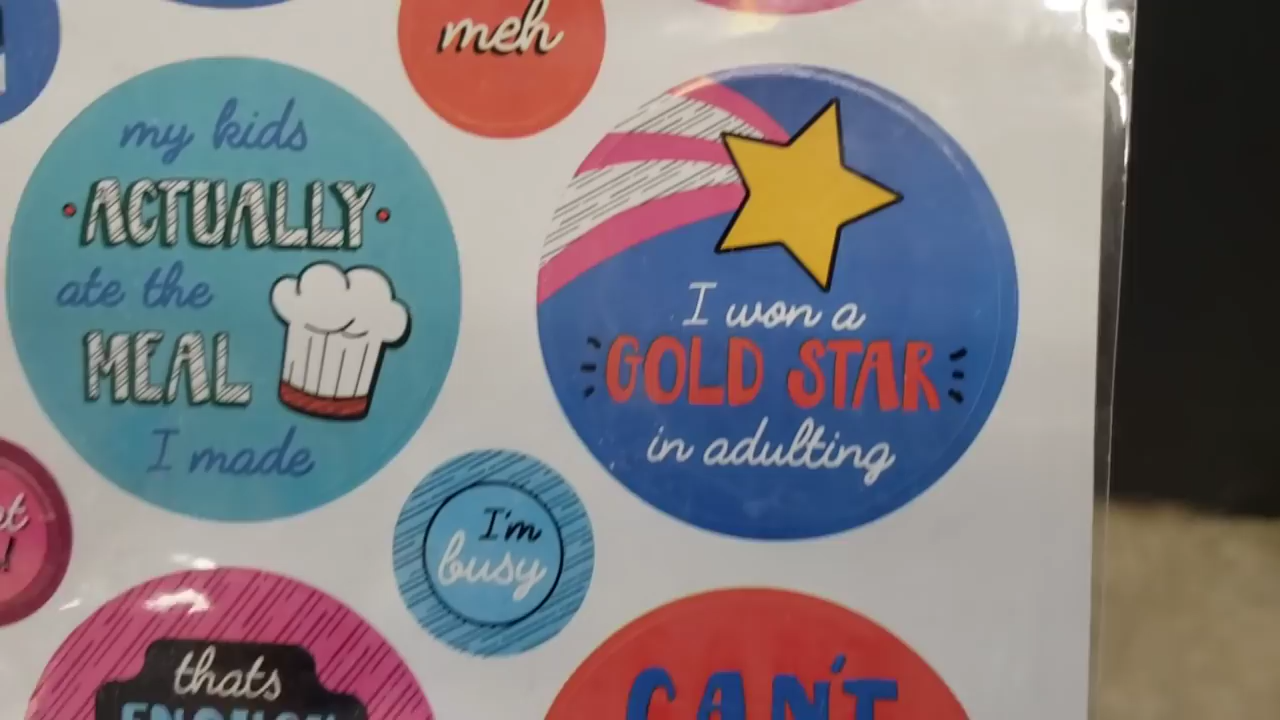 meh
my kids
ACTUALLY
ate the
MEAL
I made
I won a
GOLD STAR
in adulting
I'm
busy
thats
CAN'T